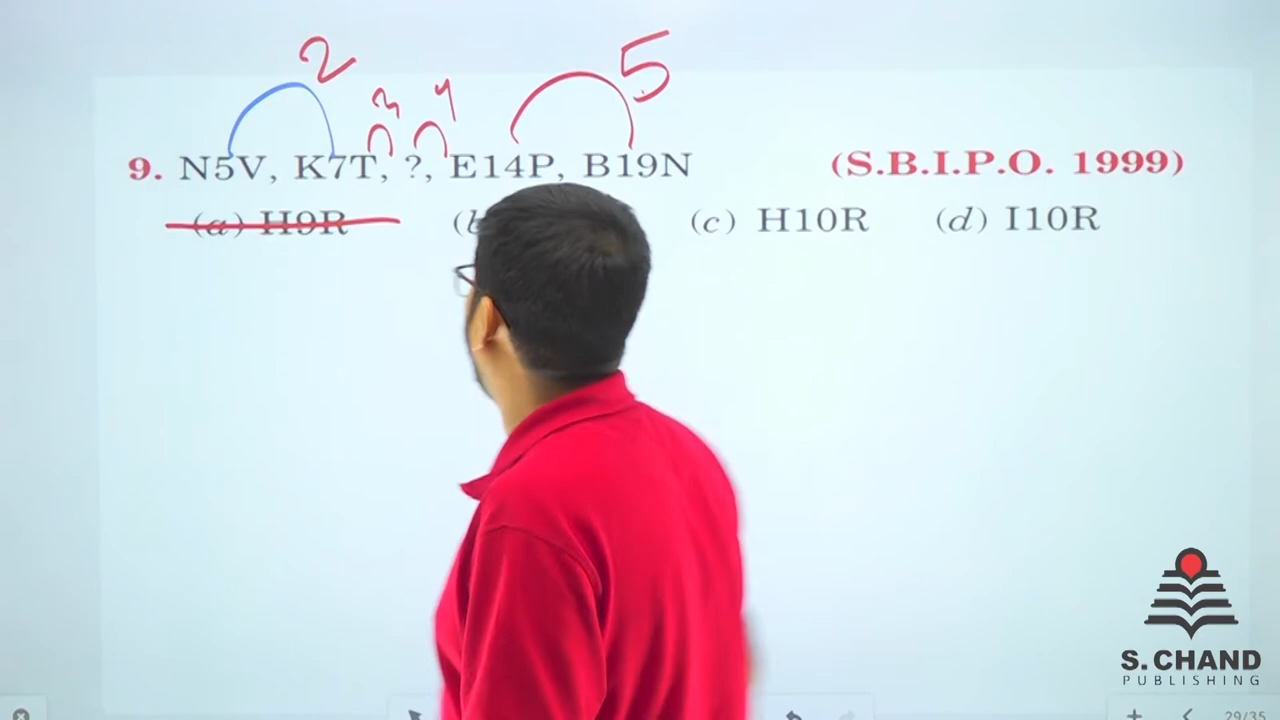 2 3 4 5
9. N5V, K7T, ?, E14P, B19N (S.B.I.P.O. 1999)
(a) H9R (b (c) H10R (d) I10R
S. CHAND
PUBLISHING
29/35